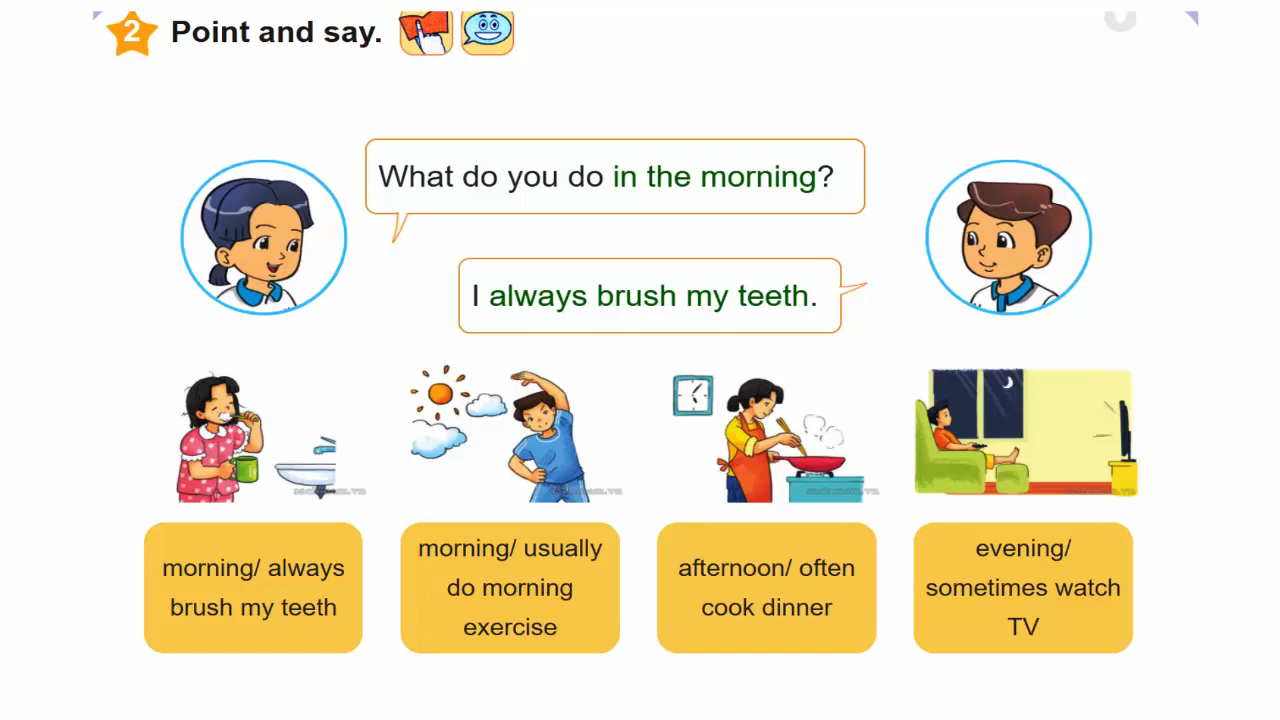 2 Point and say.
What do you do in the morning?
I always brush my teeth.
morning/ always
brush my teeth
morning/ usually
do morning
exercise
afternoon/ often
cook dinner
evening/
sometimes watch
TV